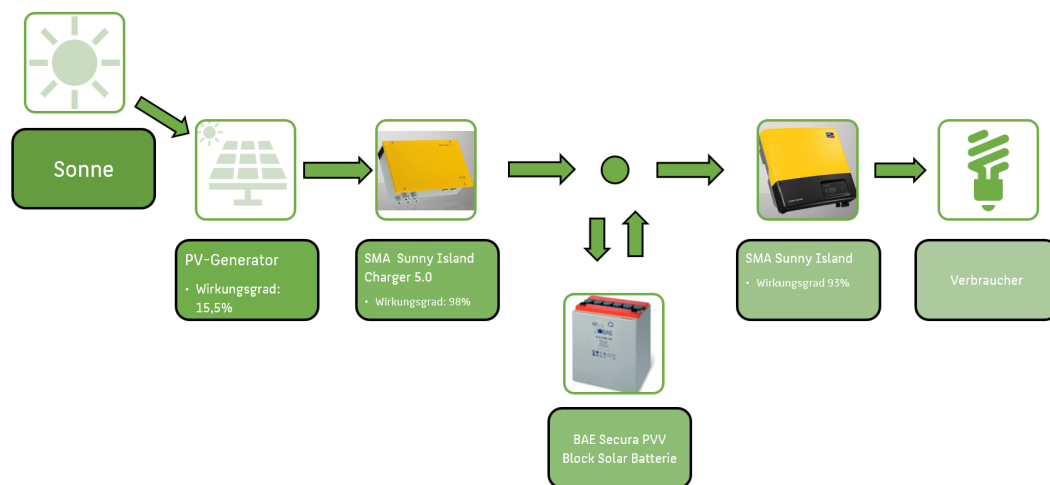 Sonne
PV-Generator
• Wirkungsgrad:
15,5%
SMA Sunny Island
Charger 5.0
• Wirkungsgrad: 98%
BAE
BAE Secura PVV
Block Solar Batterie
SMA Sunny Island
• Wirkungsgrad 93%
Verbraucher